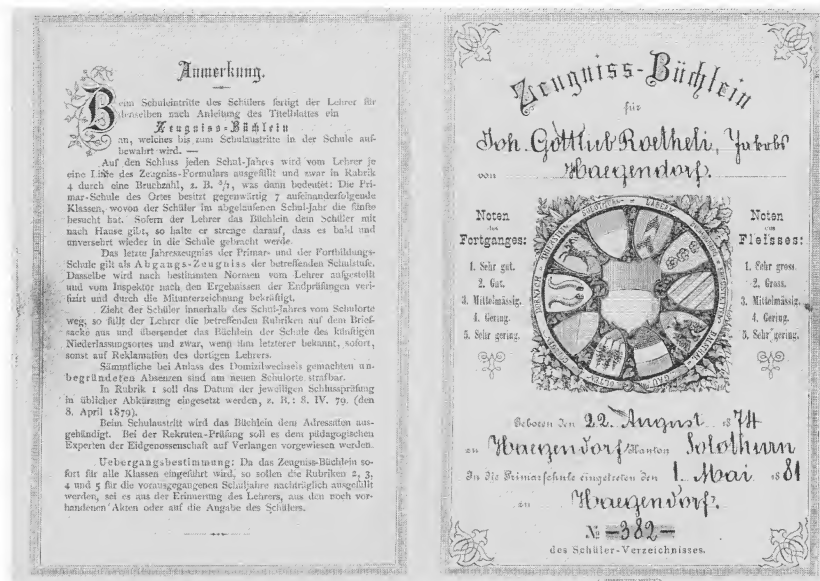 Anmerkung.
Beim Schuleintritte des Schülers fertigt der Lehrer für
denselben nach Anleitung des Titelblattes ein
Zeugniss-Büchlein
an, welches bis zum Schulaustritte in der Schule auf-
bewahrt wird. —
Auf den Schluss jeden Schul-Jahres wird vom Lehrer je
eine Linie des Zeugniss-Formulars ausgefüllt und zwar in Rubrik
4 durch eine Bruchzahl, z. B. 5/7, was dann bedeutet: Die Pri-
mar-Schule des Ortes besitzt gegenwärtig 7 aufeinanderfolgende
Klassen, wovon der Schüler im abgelaufenen Schul-Jahr die fünfte
besucht hat. Sofern der Lehrer das Büchlein dem Schüler mit
nach Hause gibt, so halte er strenge darauf, dass es bald und
unversehrt wieder in die Schule gebracht werde.
Das letzte Jahreszeugniss der Primar- und der Fortbildungs-
Schule gilt als Abgangs-Zeugniss der betreffenden Schulstufe.
Dasselbe wird nach bestimmten Normen vom Lehrer aufgestellt
und vom Inspektor nach den Ergebnissen der Endprüfungen veri-
fizirt und durch die Mitunterzeichnung bekräftigt.
Zieht der Schüler innerhalb des Schul-Jahres vom Schulorte
weg, so füllt der Lehrer die betreffenden Rubriken auf dem Brief-
sacke aus und übersendet das Büchlein der Schule des künftigen
Niederlassungsortes und zwar, wenn ihm letzterer bekannt, sofort,
sonst auf Reklamation des dortigen Lehrers.
Sämmtliche bei Anlass des Domizilwechsels gemachten un-
begründeten Absenzen sind am neuen Schulorte strafbar.
In Rubrik 1 soll das Datum der jeweiligen Schlussprüfung
in üblicher Abkürzung eingesetzt werden, z. B.: 8. IV. 79. (den
8. April 1879).
Beim Schulaustritt wird das Büchlein dem Adressaten aus-
gehändigt. Bei der Rekruten-Prüfung soll es dem pädagogischen
Experten der Eidgenossenschaft auf Verlangen vorgewiesen werden.
Uebergangsbestimmung: Da das Zeugniss-Büchlein so-
fort für alle Klassen eingeführt wird, so sollen die Rubriken 2, 3,
4 und 5 für die vorausgegangenen Schuljahre nachträglich ausgefüllt
werden, sei es aus der Erinnerung des Lehrers, aus den noch vor-
handenen Akten oder auf die Angabe des Schülers.
Zeugniss-Büchlein
für
Joh. Gottlieb Roetheli, Jakobs
von Haegendorf.
Noten
des
Fortganges:
1. Sehr gut.
2. Gut.
3. Mittelmässig.
4. Gering.
5. Sehr gering.
Noten
des
Fleisses:
1. Sehr gross.
2. Gross.
3. Mittelmässig.
4. Gering.
5. Sehr gering.
Geboren den 22. August 1874
zu Haegendorf Kanton Solothurn
In die Primarschule eingetreten den 1. Mai 1881
zu Haegendorf.
№ –382–
des Schüler-Verzeichnisses.